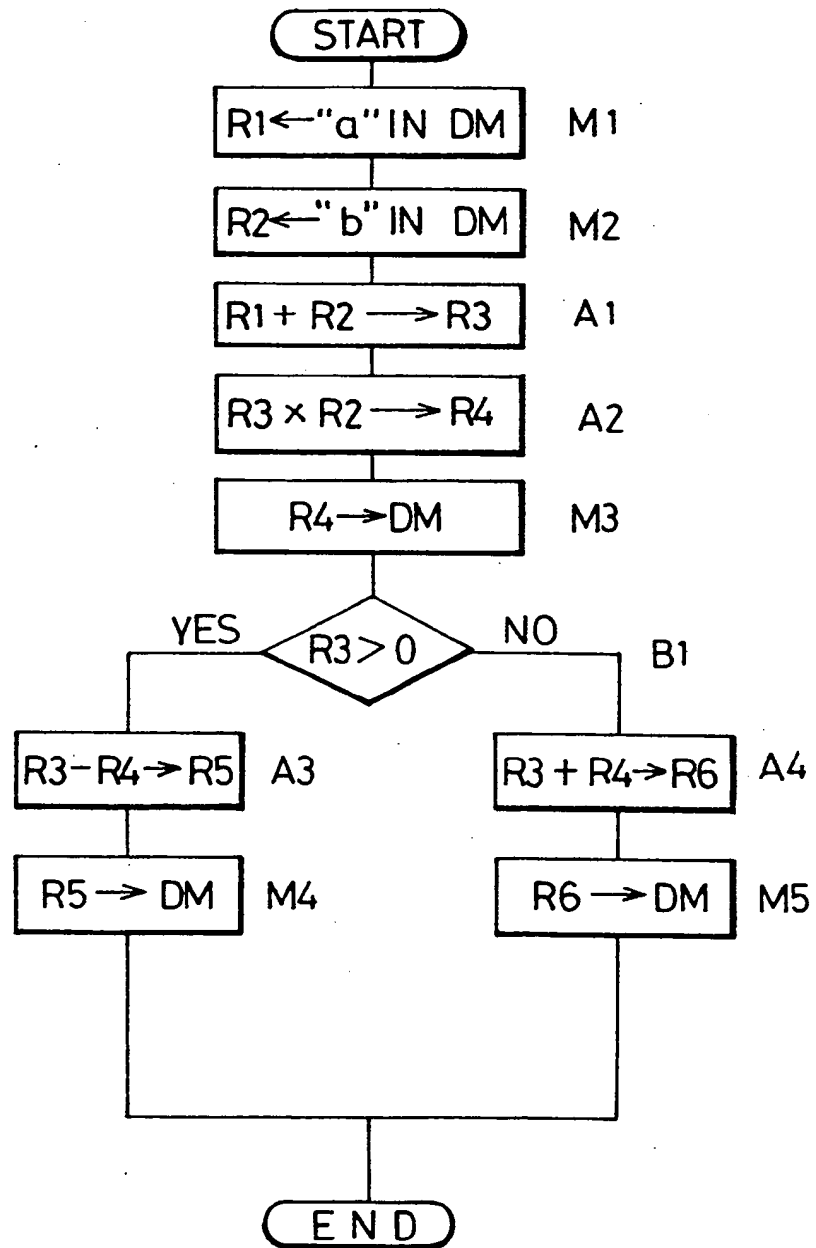 START
R1←"a" IN DM M1
R2←"b" IN DM M2
R1 + R2 → R3 A1
R3 × R2 → R4 A2
R4 → DM M3
YES R3 > 0 NO B1
R3 − R4 → R5 A3
R3 + R4 → R6 A4
R5 → DM M4
R6 → DM M5
END